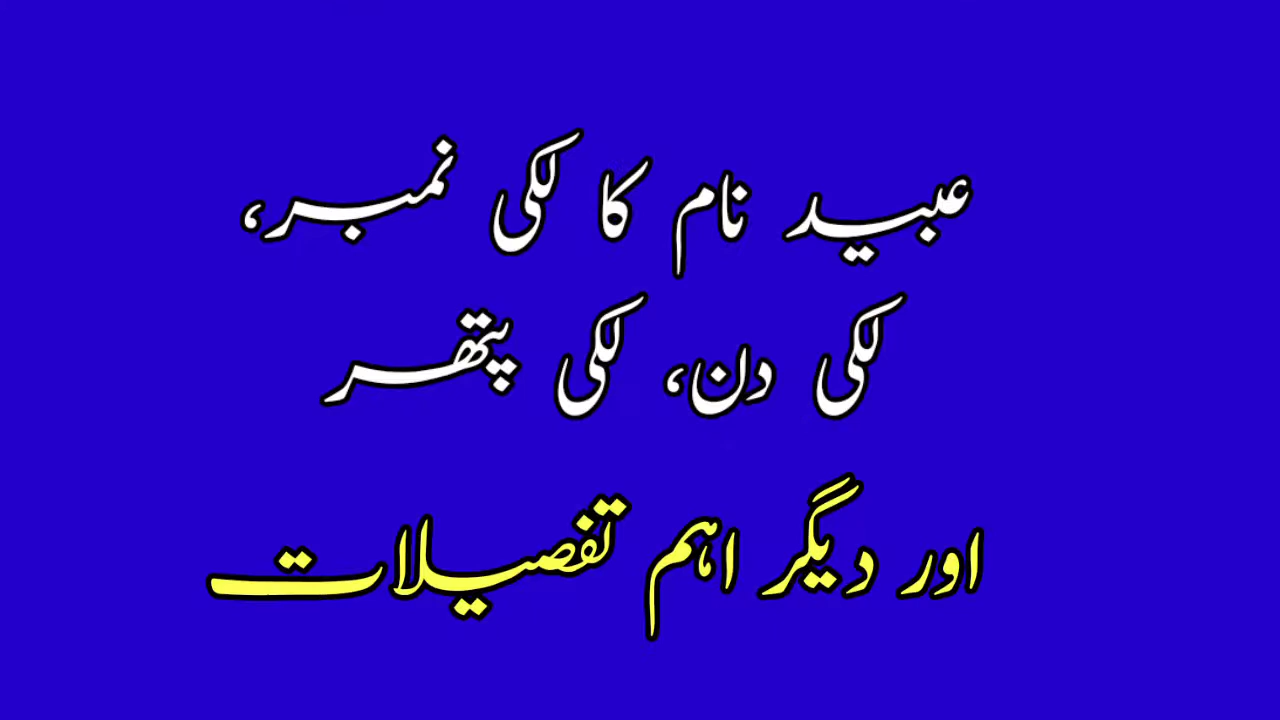 عبید نام کا لکی نمبر،
لکی دن، لکی پتھر
اور دیگر اہم تفصیلات